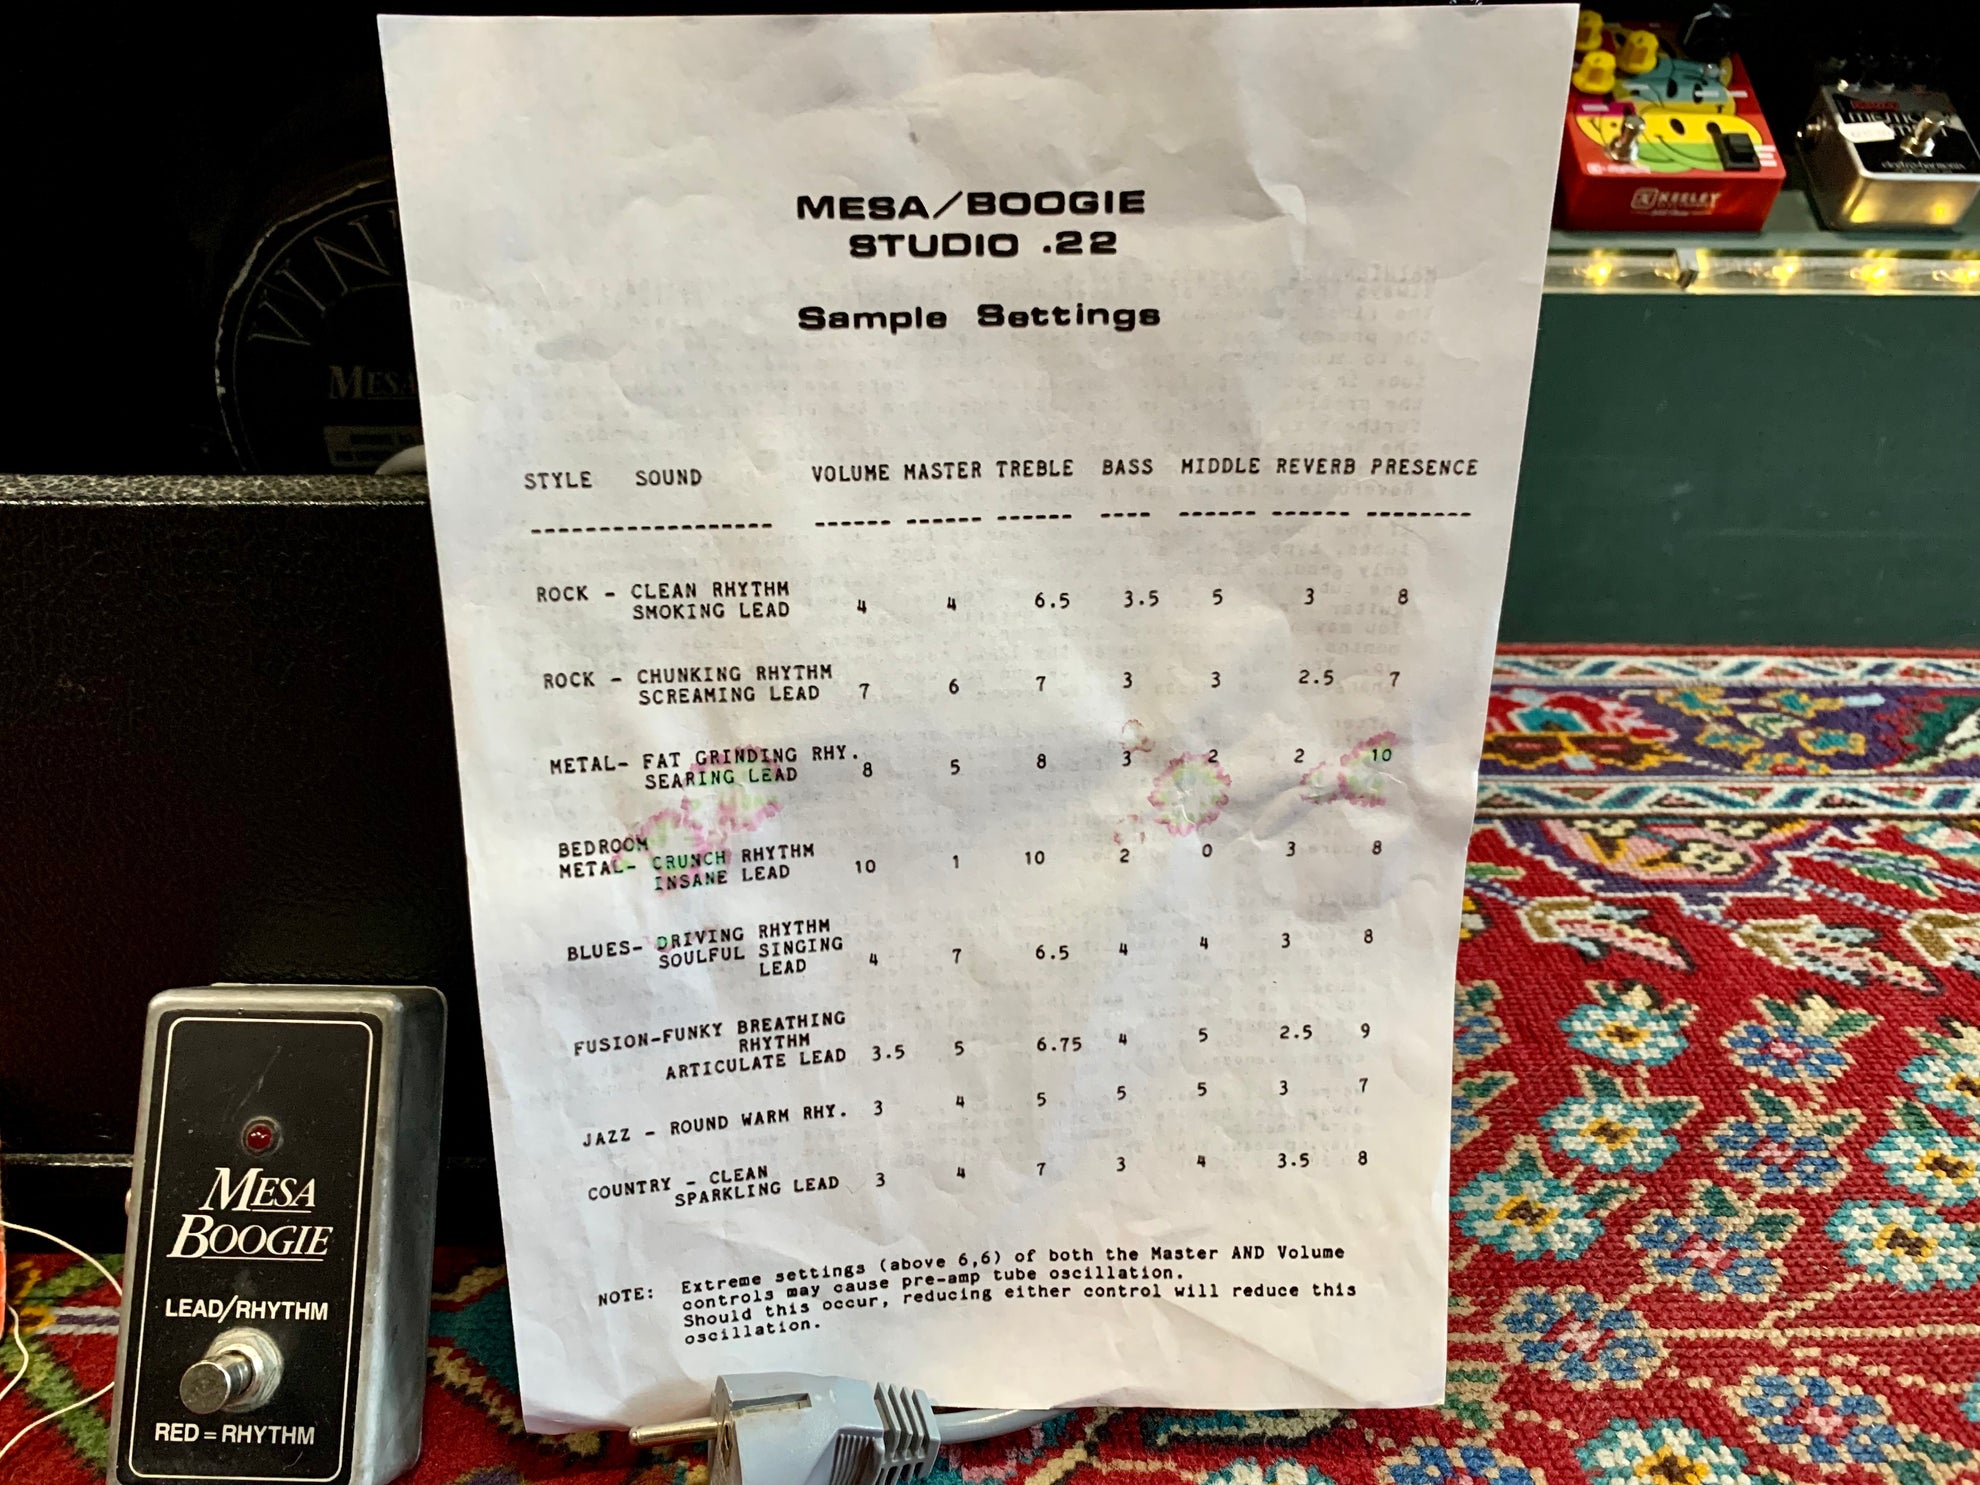 MESA/BOOGIE
STUDIO .22
Sample Settings
STYLE SOUND VOLUME MASTER TREBLE BASS MIDDLE REVERB PRESENCE
------------------ ------ ------ ------ ---- ------ ------ --------
ROCK - CLEAN RHYTHM
SMOKING LEAD 4 4 6.5 3.5 5 3 8
ROCK - CHUNKING RHYTHM
SCREAMING LEAD 7 6 7 3 3 2.5 7
METAL- FAT GRINDING RHY.
SEARING LEAD 8 5 8 3 2 2 10
BEDROOM
METAL- CRUNCH RHYTHM
INSANE LEAD 10 1 10 2 0 3 8
BLUES- DRIVING RHYTHM
SOULFUL SINGING
LEAD 4 7 6.5 4 4 3 8
FUSION-FUNKY BREATHING
RHYTHM
ARTICULATE LEAD 3.5 5 6.75 4 5 2.5 9
JAZZ - ROUND WARM RHY. 3 4 5 5 5 3 7
COUNTRY - CLEAN
SPARKLING LEAD 3 4 7 3 4 3.5 8
NOTE: Extreme settings (above 6,6) of both the Master AND Volume
controls may cause pre-amp tube oscillation.
Should this occur, reducing either control will reduce this
oscillation.
MESA
BOOGIE
LEAD/RHYTHM
RED=RHYTHM
VIN
MESA
KEELEY
electro-harmonix